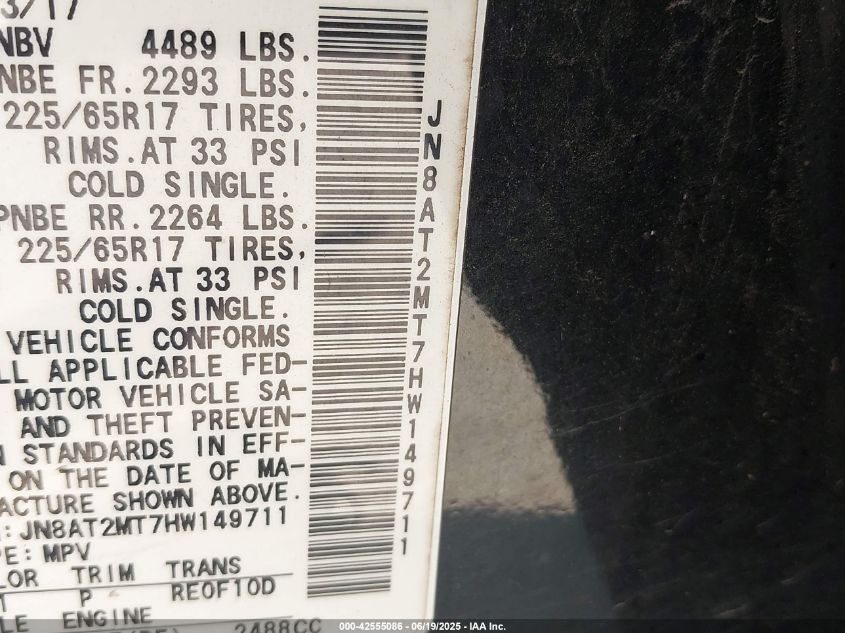 3/17
NBV 4489 LBS.
NBE FR. 2293 LBS.
225/65R17 TIRES,
RIMS. AT 33 PSI
COLD SINGLE.
PNBE RR. 2264 LBS.
225/65R17 TIRES,
RIMS. AT 33 PSI
COLD SINGLE.
VEHICLE CONFORMS
LL APPLICABLE FED-
MOTOR VEHICLE SA-
AND THEFT PREVEN-
N STANDARDS IN EFF-
ON THE DATE OF MA-
ACTURE SHOWN ABOVE.
: JN8AT2MT7HW149711
PE: MPV
LOR TRIM TRANS
P RE0F10D
LE ENGINE
2488CC
JN8AT2MT7HW149711
000-42555086 - 06/19/2025 - IAA Inc.